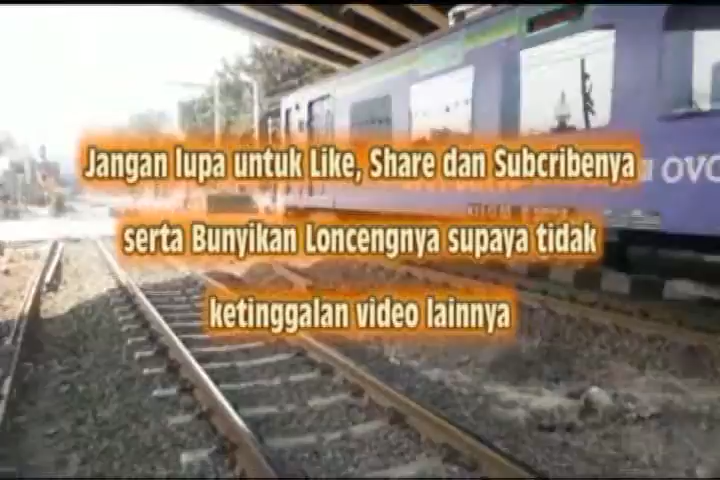 Jangan lupa untuk Like, Share dan Subcribenya
serta Bunyikan Loncengnya supaya tidak
ketinggalan video lainnya
OVO